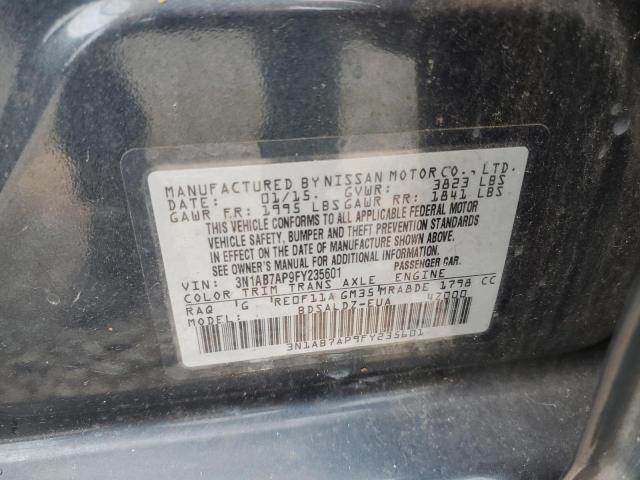 MANUFACTURED BY NISSAN MOTOR CO., LTD.
DATE: 01/15 GVWR: 3823 LBS
GAWR FR: 1995 LBS GAWR RR: 1841 LBS
THIS VEHICLE CONFORMS TO ALL APPLICABLE FEDERAL MOTOR
VEHICLE SAFETY, BUMPER AND THEFT PREVENTION STANDARDS
IN EFFECT ON THE DATE OF MANUFACTURE SHOWN ABOVE.
SEE OWNER'S MANUAL FOR ADDITIONAL INFORMATION.
VIN: 3N1AB7AP9FY235601 PASSENGER CAR.
COLOR TRIM TRANS AXLE ENGINE
RAQ G RE0F11A GM35 MRA8DE 1798 CC
MODEL: BDSALDZ-EUA 47000
3N1AB7AP9FY235601